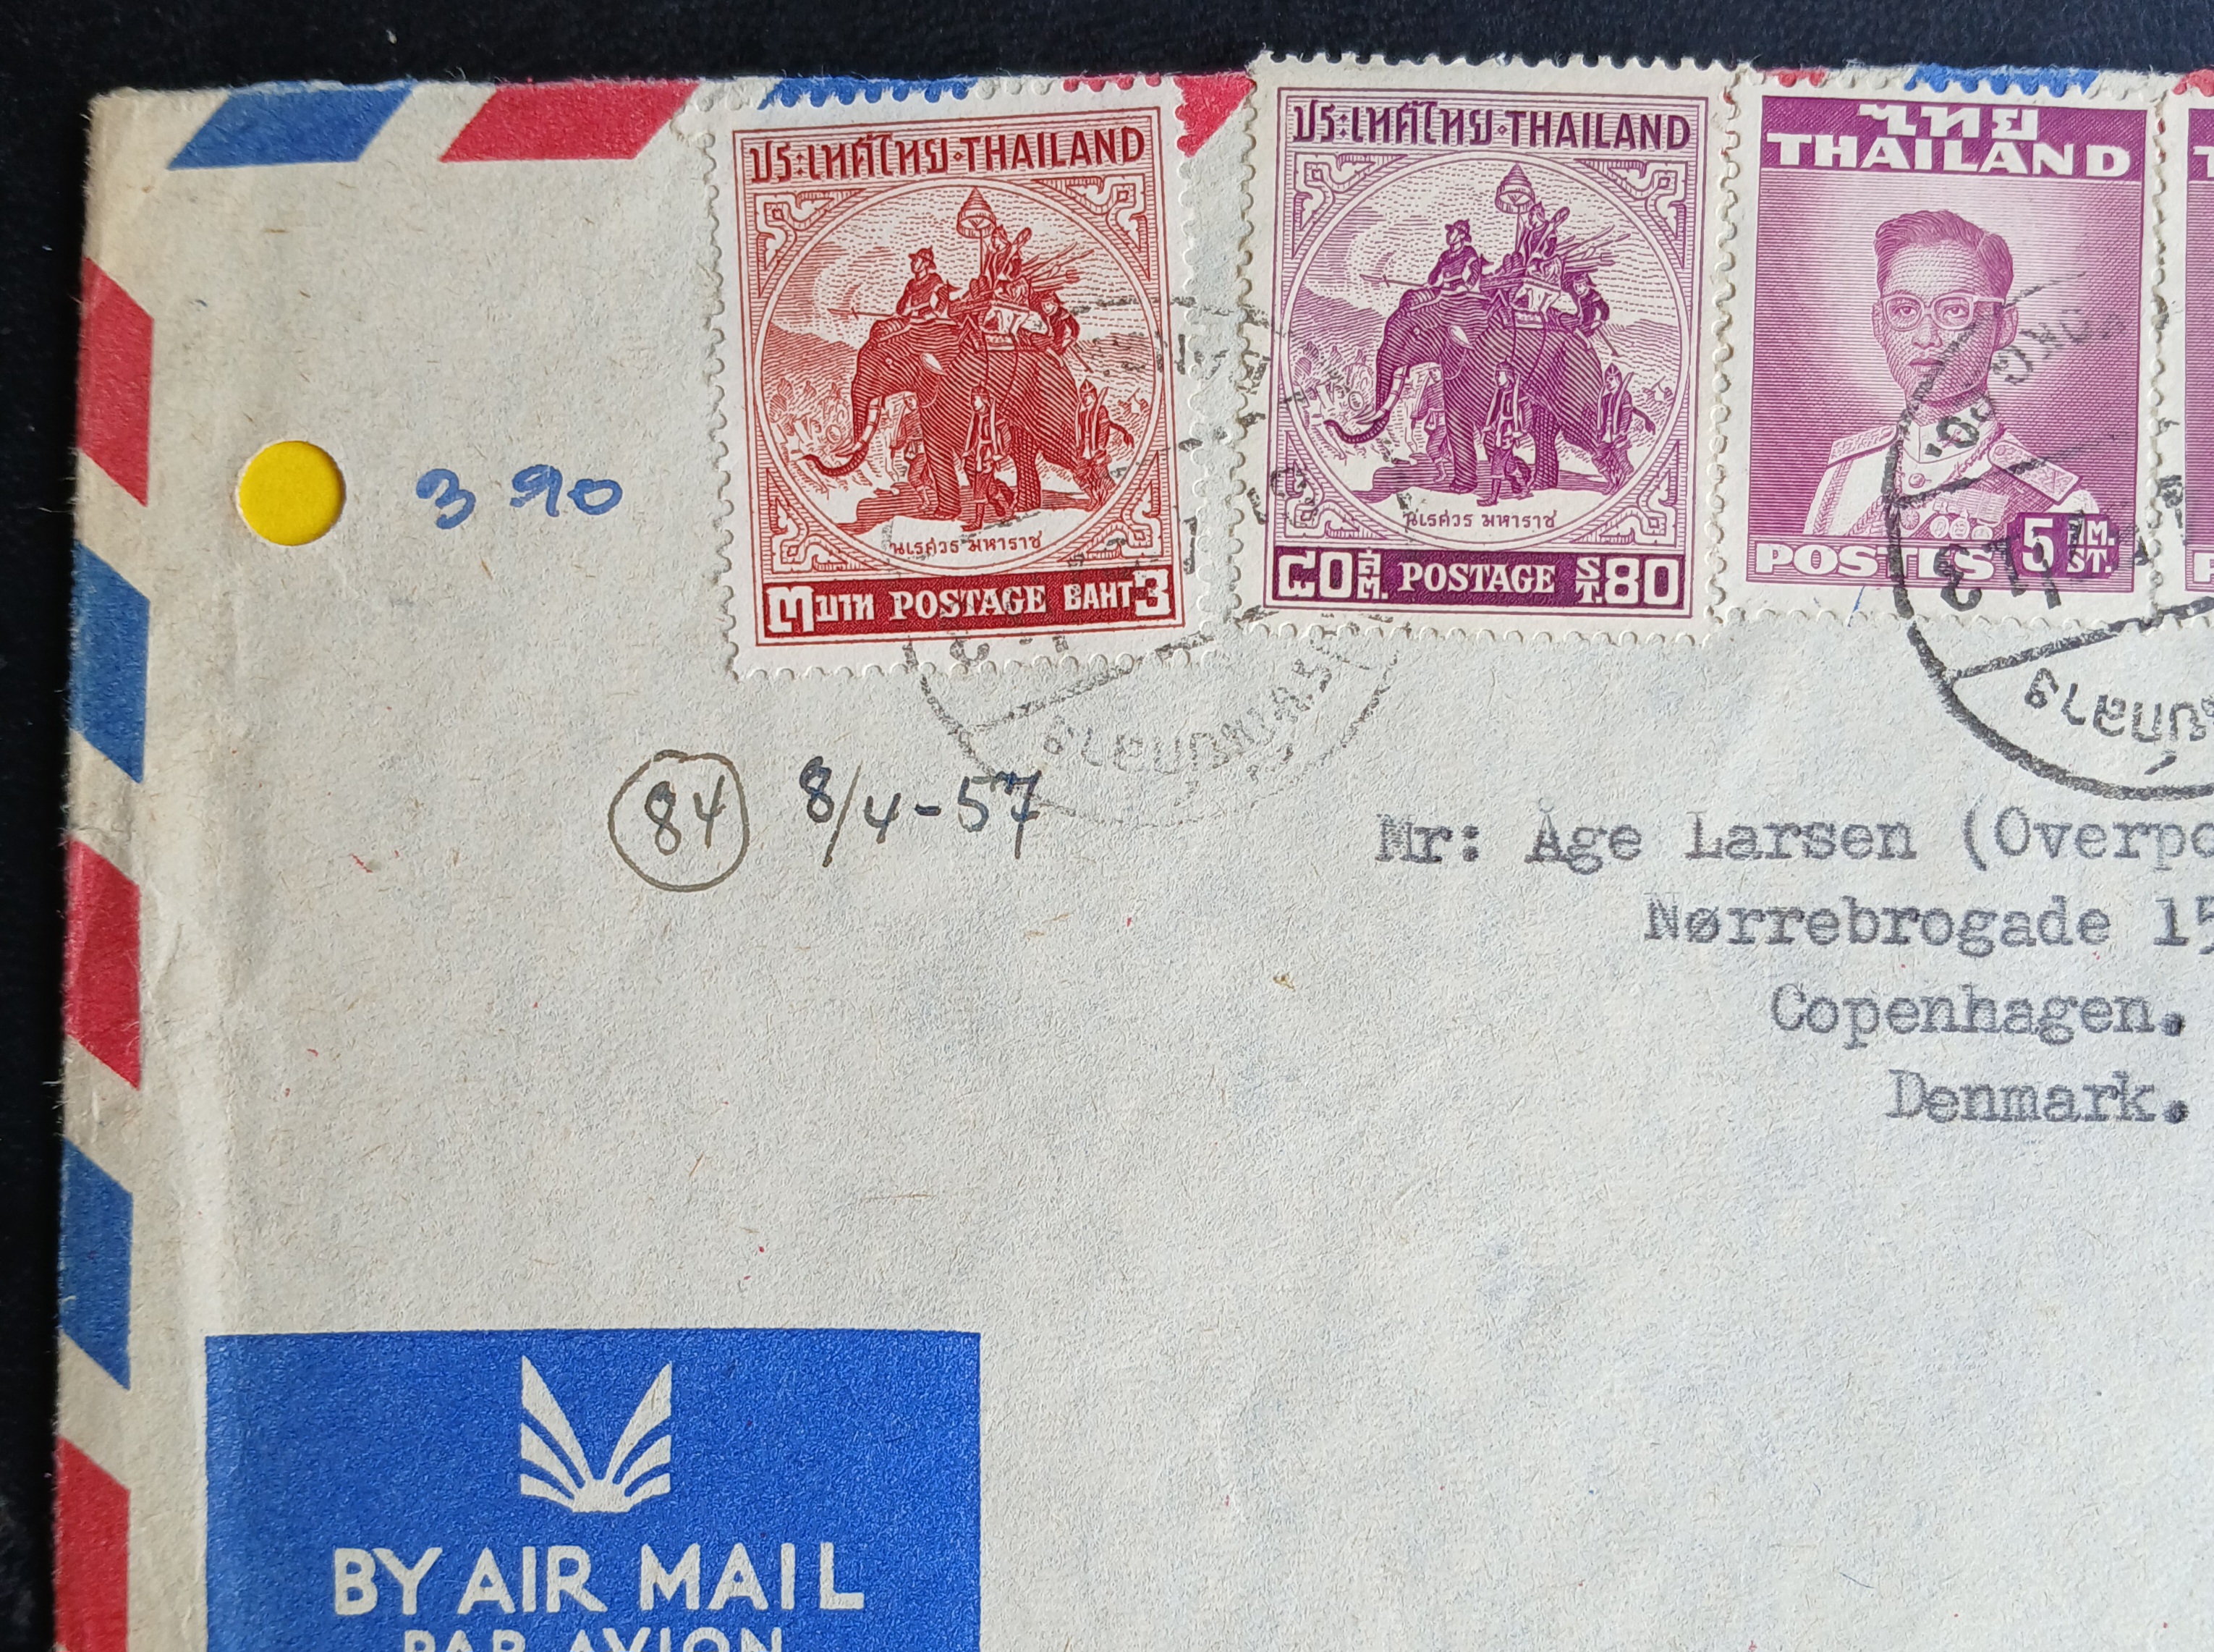 ประเทศไทย·THAILAND
นเรศวร มหาราช
๓ บาท POSTAGE BAHT 3
ประเทศไทย·THAILAND
นเรศวร มหาราช
๘๐ ส.ต. POSTAGE ST. 80
ไทย
THAILAND
POSTES 5 ST.
3 90
84 8/4-57
Mr: Åge Larsen (Overpo
Nørrebrogade 15
Copenhagen.
Denmark.
BY AIR MAIL
PAR AVION